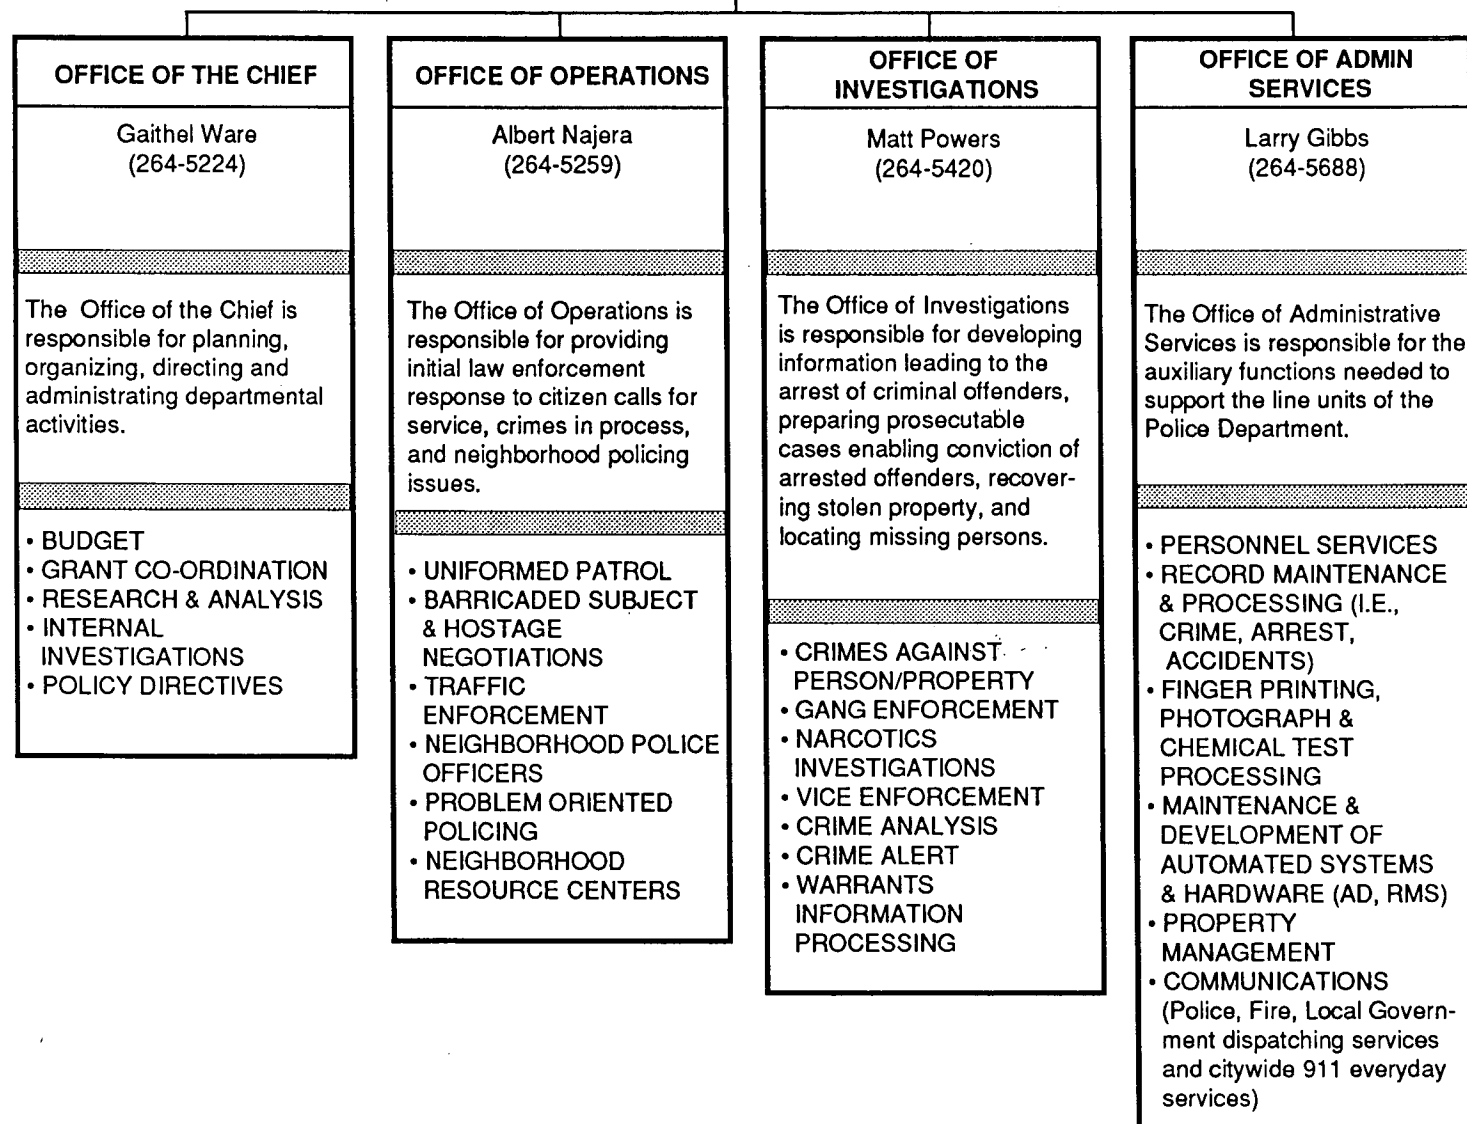 OFFICE OF THE CHIEF
Gaithel Ware
(264-5224)
The Office of the Chief is
responsible for planning,
organizing, directing and
administrating departmental
activities.
• BUDGET
• GRANT CO-ORDINATION
• RESEARCH & ANALYSIS
• INTERNAL
INVESTIGATIONS
• POLICY DIRECTIVES
OFFICE OF OPERATIONS
Albert Najera
(264-5259)
The Office of Operations is
responsible for providing
initial law enforcement
response to citizen calls for
service, crimes in process,
and neighborhood policing
issues.
• UNIFORMED PATROL
• BARRICADED SUBJECT
& HOSTAGE
NEGOTIATIONS
• TRAFFIC
ENFORCEMENT
• NEIGHBORHOOD POLICE
OFFICERS
• PROBLEM ORIENTED
POLICING
• NEIGHBORHOOD
RESOURCE CENTERS
OFFICE OF
INVESTIGATIONS
Matt Powers
(264-5420)
The Office of Investigations
is responsible for developing
information leading to the
arrest of criminal offenders,
preparing prosecutable
cases enabling conviction of
arrested offenders, recover-
ing stolen property, and
locating missing persons.
• CRIMES AGAINST
PERSON/PROPERTY
• GANG ENFORCEMENT
• NARCOTICS
INVESTIGATIONS
• VICE ENFORCEMENT
• CRIME ANALYSIS
• CRIME ALERT
• WARRANTS
INFORMATION
PROCESSING
OFFICE OF ADMIN
SERVICES
Larry Gibbs
(264-5688)
The Office of Administrative
Services is responsible for the
auxiliary functions needed to
support the line units of the
Police Department.
• PERSONNEL SERVICES
• RECORD MAINTENANCE
& PROCESSING (I.E.,
CRIME, ARREST,
ACCIDENTS)
• FINGER PRINTING,
PHOTOGRAPH &
CHEMICAL TEST
PROCESSING
• MAINTENANCE &
DEVELOPMENT OF
AUTOMATED SYSTEMS
& HARDWARE (AD, RMS)
• PROPERTY
MANAGEMENT
• COMMUNICATIONS
(Police, Fire, Local Govern-
ment dispatching services
and citywide 911 everyday
services)